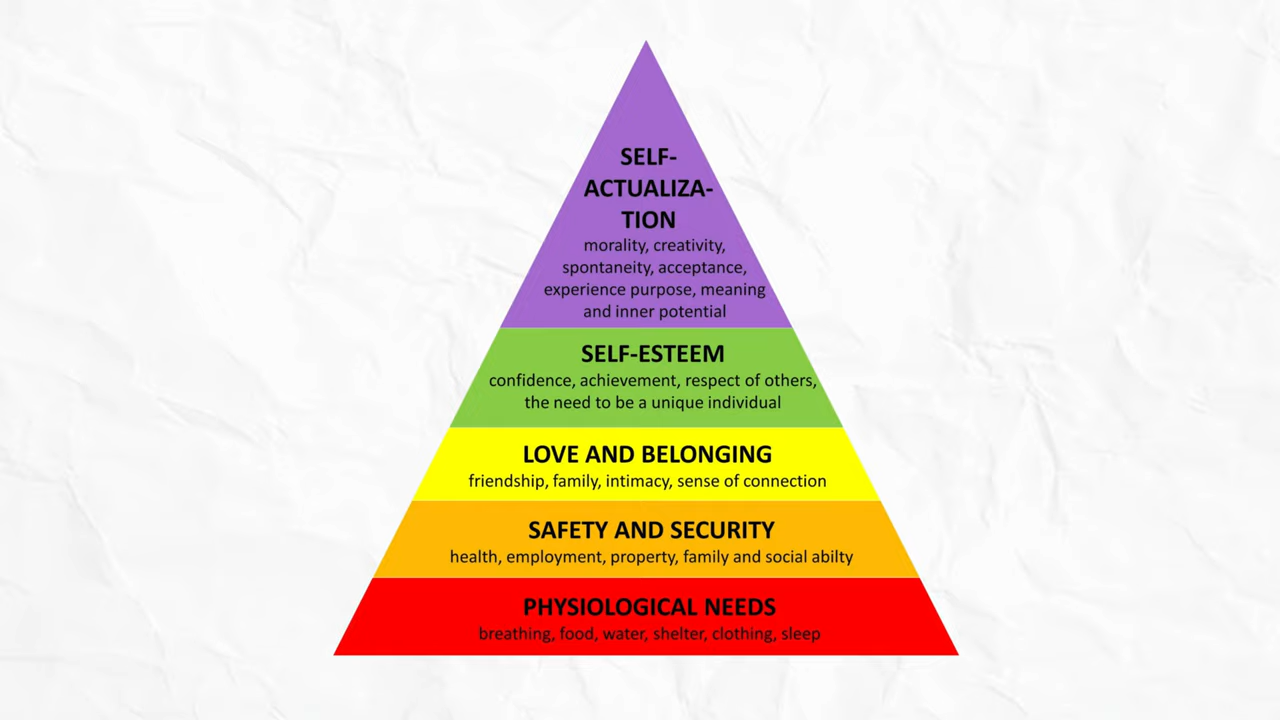 SELF-
ACTUALIZA-
TION
morality, creativity,
spontaneity, acceptance,
experience purpose, meaning
and inner potential
SELF-ESTEEM
confidence, achievement, respect of others,
the need to be a unique individual
LOVE AND BELONGING
friendship, family, intimacy, sense of connection
SAFETY AND SECURITY
health, employment, property, family and social abilty
PHYSIOLOGICAL NEEDS
breathing, food, water, shelter, clothing, sleep